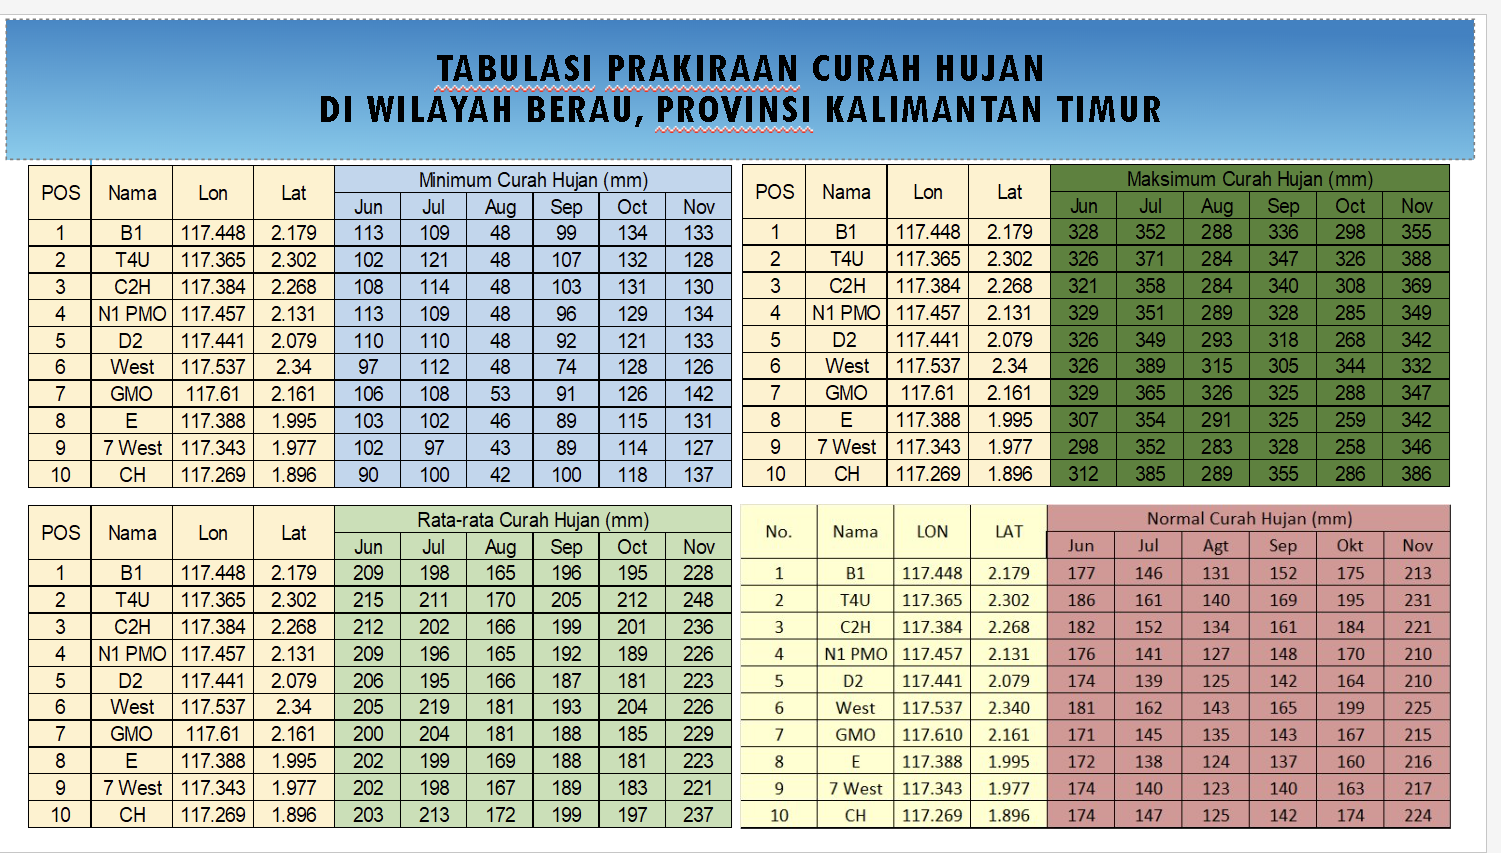 TABULASI PRAKIRAAN CURAH HUJAN
DI WILAYAH BERAU, PROVINSI KALIMANTAN TIMUR
POS Nama Lon Lat Minimum Curah Hujan (mm)
Jun Jul Aug Sep Oct Nov
1 B1 117.448 2.179 113 109 48 99 134 133
2 T4U 117.365 2.302 102 121 48 107 132 128
3 C2H 117.384 2.268 108 114 48 103 131 130
4 N1 PMO 117.457 2.131 113 109 48 96 129 134
5 D2 117.441 2.079 110 110 48 92 121 133
6 West 117.537 2.34 97 112 48 74 128 126
7 GMO 117.61 2.161 106 108 53 91 126 142
8 E 117.388 1.995 103 102 46 89 115 131
9 7 West 117.343 1.977 102 97 43 89 114 127
10 CH 117.269 1.896 90 100 42 100 118 137
POS Nama Lon Lat Maksimum Curah Hujan (mm)
Jun Jul Aug Sep Oct Nov
1 B1 117.448 2.179 328 352 288 336 298 355
2 T4U 117.365 2.302 326 371 284 347 326 388
3 C2H 117.384 2.268 321 358 284 340 308 369
4 N1 PMO 117.457 2.131 329 351 289 328 285 349
5 D2 117.441 2.079 326 349 293 318 268 342
6 West 117.537 2.34 326 389 315 305 344 332
7 GMO 117.61 2.161 329 365 326 325 288 347
8 E 117.388 1.995 307 354 291 325 259 342
9 7 West 117.343 1.977 298 352 283 328 258 346
10 CH 117.269 1.896 312 385 289 355 286 386
POS Nama Lon Lat Rata-rata Curah Hujan (mm)
Jun Jul Aug Sep Oct Nov
1 B1 117.448 2.179 209 198 165 196 195 228
2 T4U 117.365 2.302 215 211 170 205 212 248
3 C2H 117.384 2.268 212 202 166 199 201 236
4 N1 PMO 117.457 2.131 209 196 165 192 189 226
5 D2 117.441 2.079 206 195 166 187 181 223
6 West 117.537 2.34 205 219 181 193 204 226
7 GMO 117.61 2.161 200 204 181 188 185 229
8 E 117.388 1.995 202 199 169 188 181 223
9 7 West 117.343 1.977 202 198 167 189 183 221
10 CH 117.269 1.896 203 213 172 199 197 237
No. Nama LON LAT Normal Curah Hujan (mm)
Jun Jul Agt Sep Okt Nov
1 B1 117.448 2.179 177 146 131 152 175 213
2 T4U 117.365 2.302 186 161 140 169 195 231
3 C2H 117.384 2.268 182 152 134 161 184 221
4 N1 PMO 117.457 2.131 176 141 127 148 170 210
5 D2 117.441 2.079 174 139 125 142 164 210
6 West 117.537 2.340 181 162 143 165 199 225
7 GMO 117.610 2.161 171 145 135 143 167 215
8 E 117.388 1.995 172 138 124 137 160 216
9 7 West 117.343 1.977 174 140 123 140 163 217
10 CH 117.269 1.896 174 147 125 142 174 224